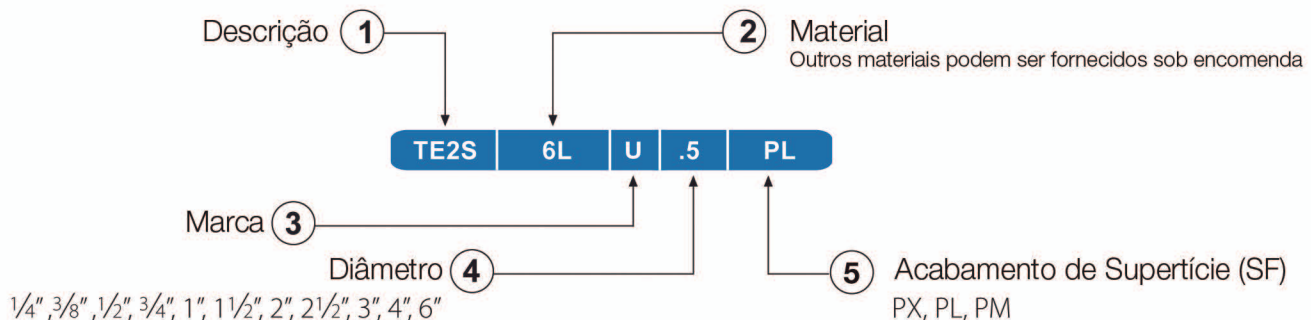 Descrição 1
2 Material
Outros materiais podem ser fornecidos sob encomenda
TE2S 6L U .5 PL
Marca 3
Diâmetro 4
1/4", 3/8", 1/2", 3/4", 1", 1 1/2", 2", 2 1/2", 3", 4", 6"
5 Acabamento de Supertície (SF)
PX, PL, PM